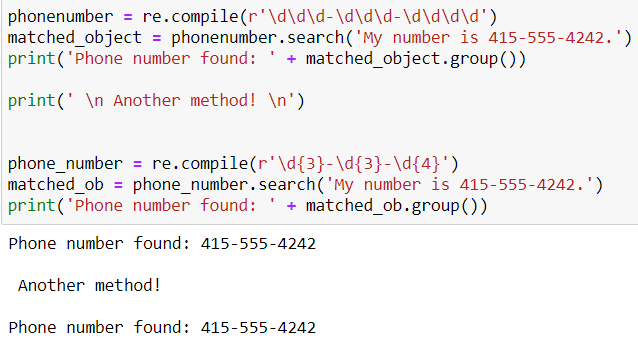 phonenumber = re.compile(r'\d\d\d-\d\d\d-\d\d\d\d')
matched_object = phonenumber.search('My number is 415-555-4242.')
print('Phone number found: ' + matched_object.group())
print(' \n Another method! \n')
phone_number = re.compile(r'\d{3}-\d{3}-\d{4}')
matched_ob = phone_number.search('My number is 415-555-4242.')
print('Phone number found: ' + matched_ob.group())
Phone number found: 415-555-4242
Another method!
Phone number found: 415-555-4242